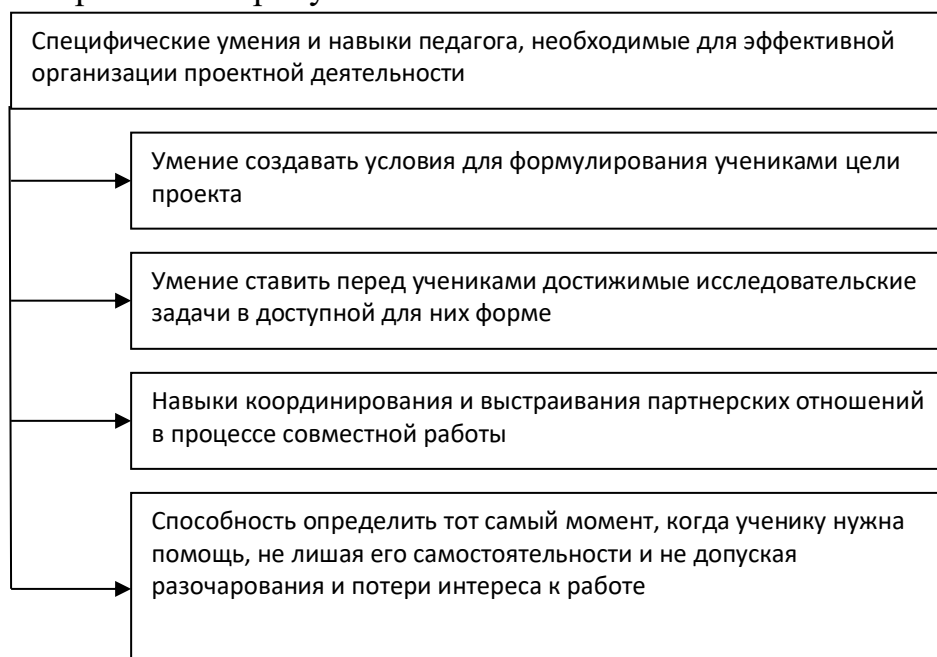 Специфические умения и навыки педагога, необходимые для эффективной
организации проектной деятельности
Умение создавать условия для формулирования учениками цели
проекта
Умение ставить перед учениками достижимые исследовательские
задачи в доступной для них форме
Навыки координирования и выстраивания партнерских отношений
в процессе совместной работы
Способность определить тот самый момент, когда ученику нужна
помощь, не лишая его самостоятельности и не допуская
разочарования и потери интереса к работе